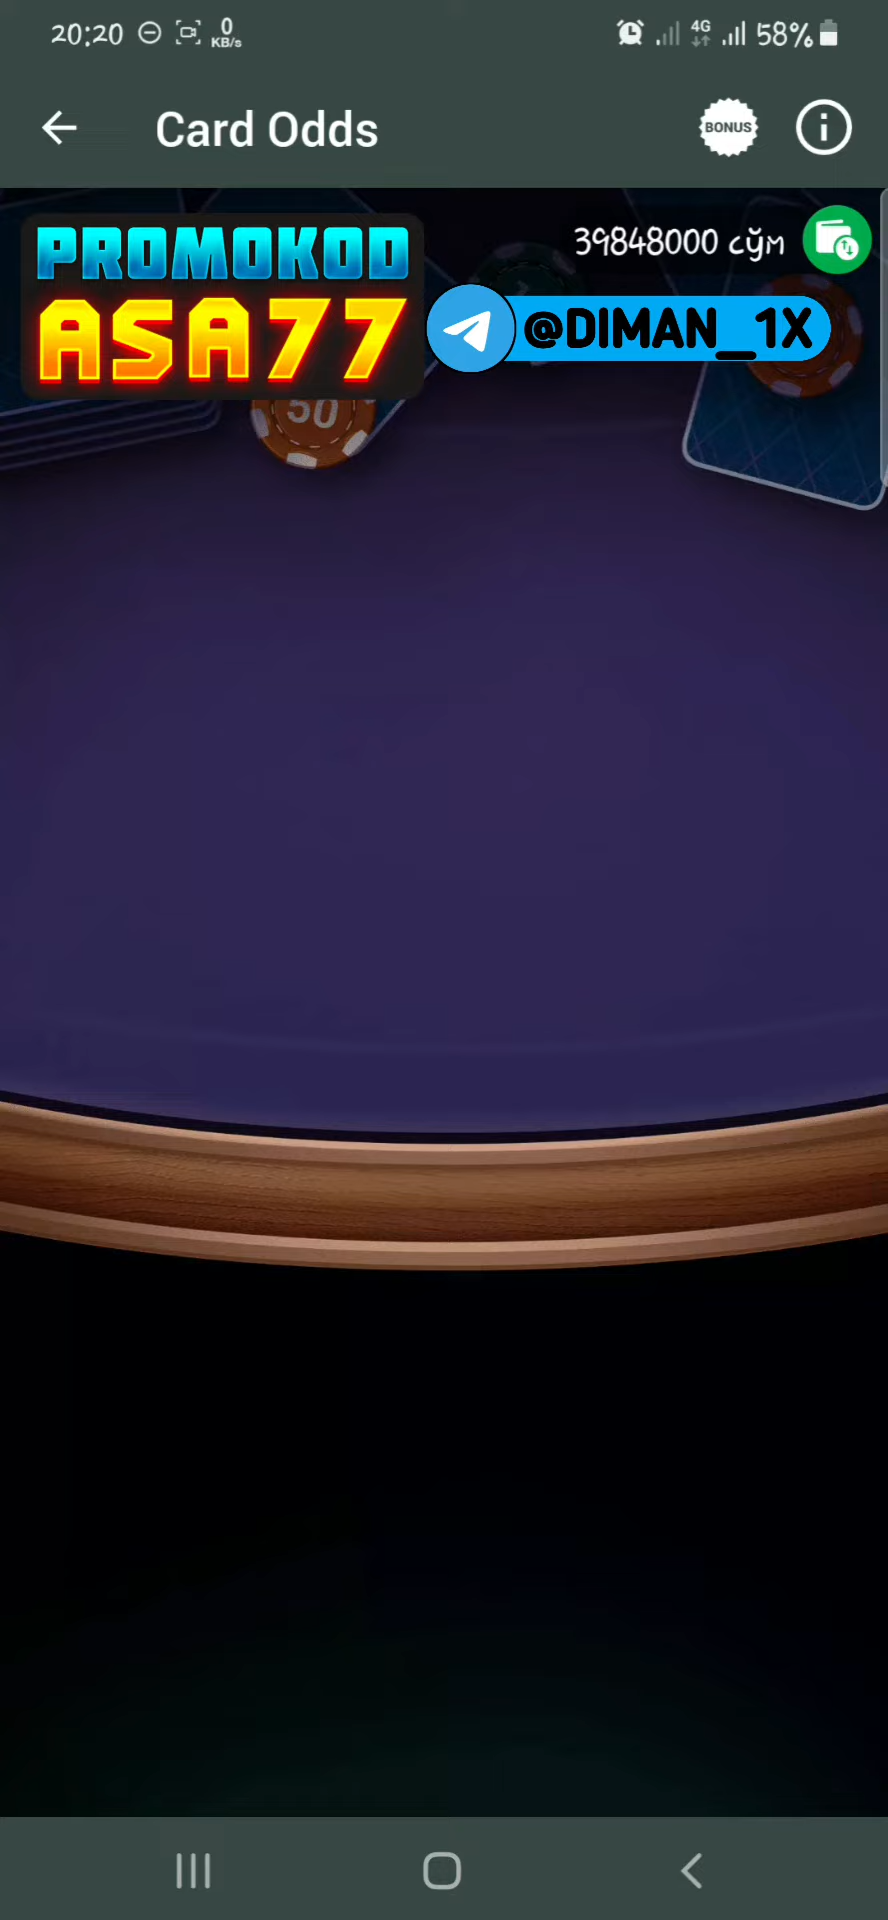 20:20 0 KB/s 4G 58%
Card Odds BONUS
PROMOKOD
ASA77
39848000 сўм
@DIMAN_1X
50